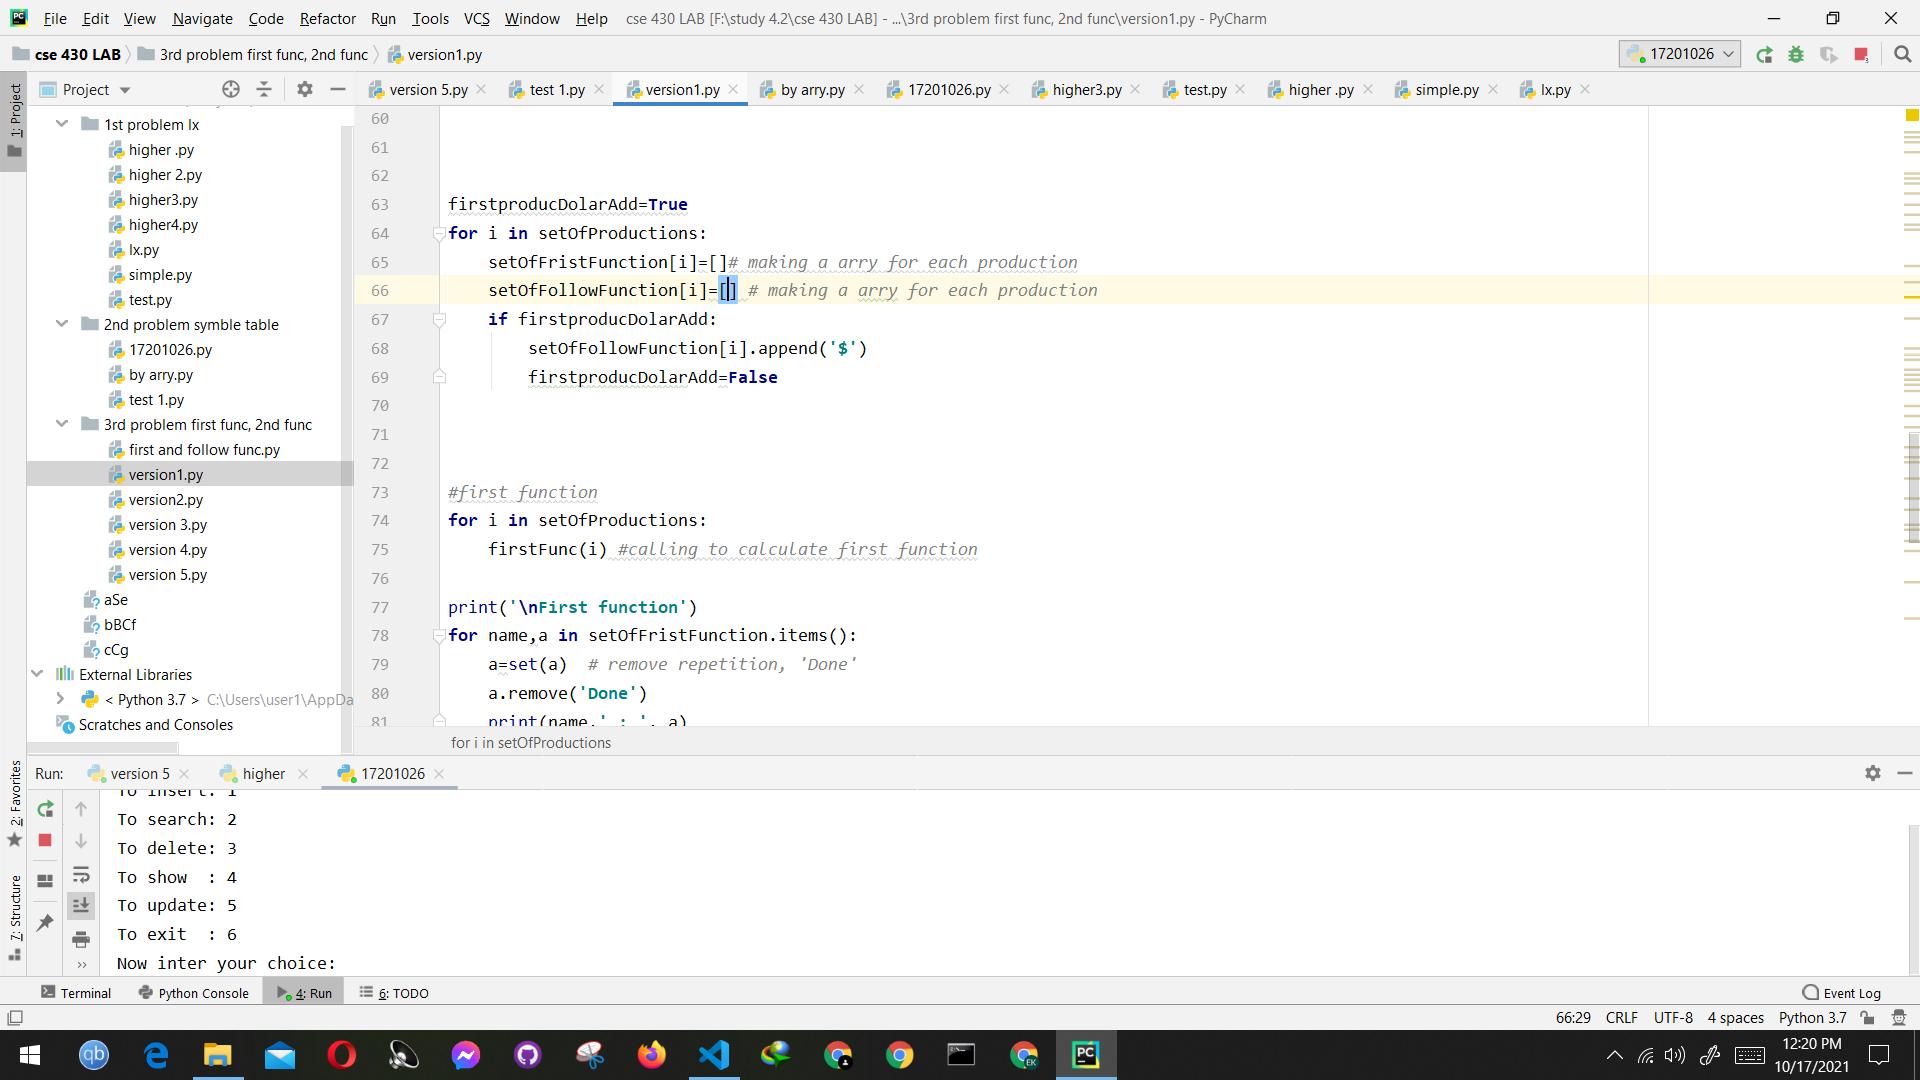 File Edit View Navigate Code Refactor Run Tools VCS Window Help cse 430 LAB [F:\study 4.2\cse 430 LAB] - ...\3rd problem first func, 2nd func\version1.py - PyCharm
cse 430 LAB 3rd problem first func, 2nd func version1.py 17201026
Project version 5.py test 1.py version1.py by arry.py 17201026.py higher3.py test.py higher .py simple.py lx.py
1: Project
1st problem lx
higher .py
higher 2.py
higher3.py
higher4.py
lx.py
simple.py
test.py
2nd problem symble table
17201026.py
by arry.py
test 1.py
3rd problem first func, 2nd func
first and follow func.py
version1.py
version2.py
version 3.py
version 4.py
version 5.py
aSe
bBCf
cCg
External Libraries
< Python 3.7 > C:\Users\user1\AppDa
Scratches and Consoles
60
61
62
63 firstproducDolarAdd=True
64 for i in setOfProductions:
65 setOfFristFunction[i]=[]# making a arry for each production
66 setOfFollowFunction[i]=[] # making a arry for each production
67 if firstproducDolarAdd:
68 setOfFollowFunction[i].append('$')
69 firstproducDolarAdd=False
70
71
72
73 #first function
74 for i in setOfProductions:
75 firstFunc(i) #calling to calculate first function
76
77 print('\nFirst function')
78 for name,a in setOfFristFunction.items():
79 a=set(a) # remove repetition, 'Done'
80 a.remove('Done')
81 print(name,' : ', a)
for i in setOfProductions
Run: version 5 higher 17201026
2: Favorites
7: Structure
To insert: 1
To search: 2
To delete: 3
To show : 4
To update: 5
To exit : 6
Now inter your choice:
Terminal Python Console 4: Run 6: TODO Event Log
66:29 CRLF UTF-8 4 spaces Python 3.7
12:20 PM
10/17/2021